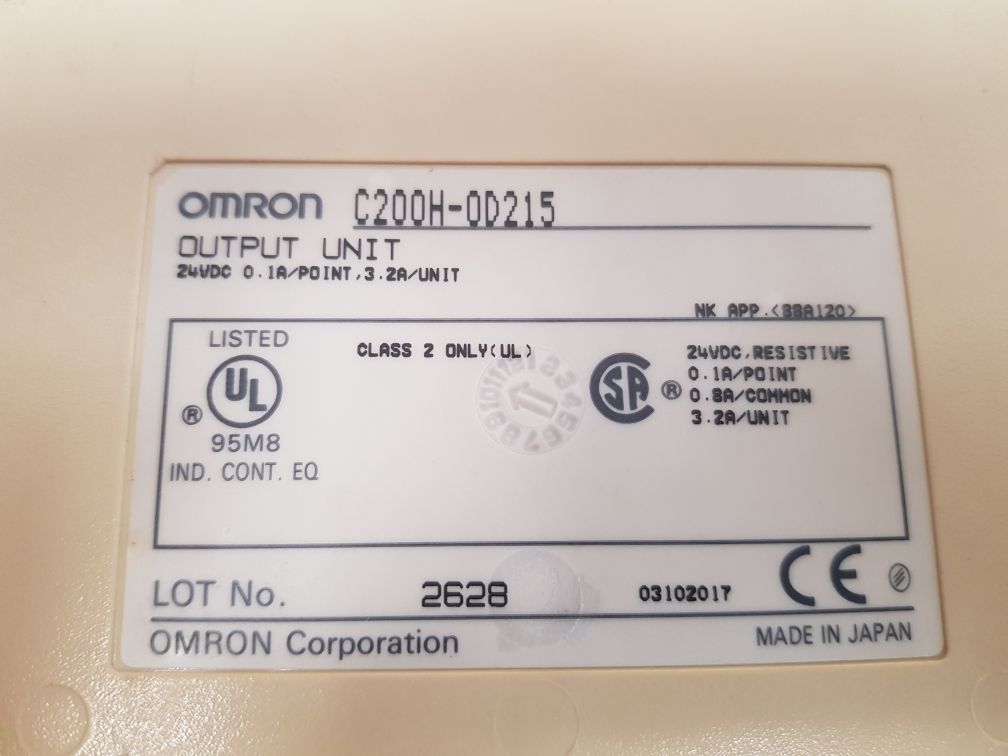 OMRON C200H-OD215
OUTPUT UNIT
24VDC 0.1A/POINT, 3.2A/UNIT
NK APP.<38A120>
LISTED
UL
®
95M8
IND. CONT. EQ
CLASS 2 ONLY(UL)
SA ®
24VDC, RESISTIVE
0.1A/POINT
0.8A/COMMON
3.2A/UNIT
LOT No. 2628 03102017 CE
OMRON Corporation MADE IN JAPAN